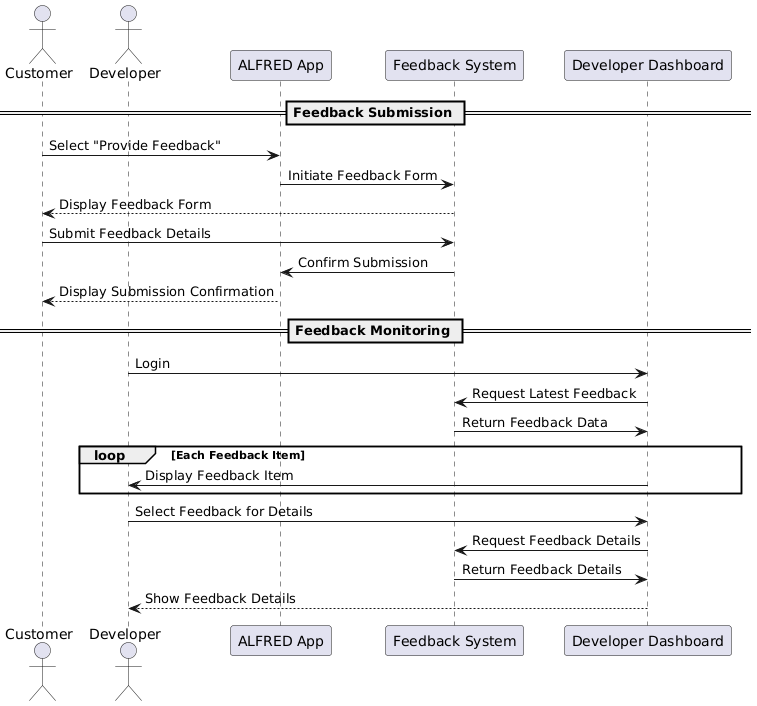 Customer
Developer
ALFRED App
Feedback System
Developer Dashboard
Feedback Submission
Select "Provide Feedback"
Initiate Feedback Form
Display Feedback Form
Submit Feedback Details
Confirm Submission
Display Submission Confirmation
Feedback Monitoring
Login
Request Latest Feedback
Return Feedback Data
loop [Each Feedback Item]
Display Feedback Item
Select Feedback for Details
Request Feedback Details
Return Feedback Details
Show Feedback Details
Customer
Developer
ALFRED App
Feedback System
Developer Dashboard